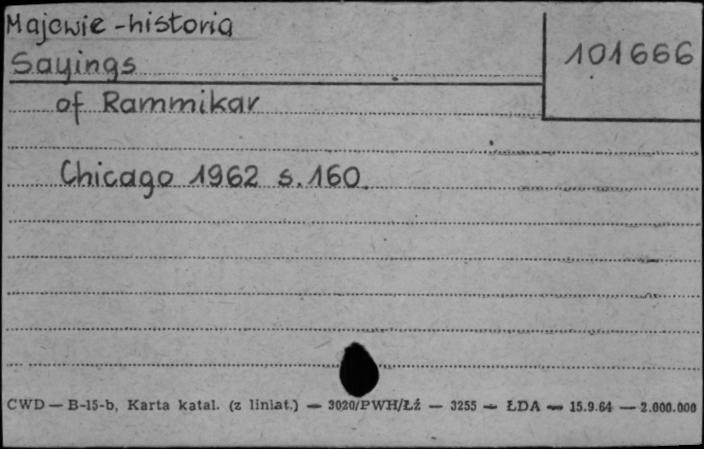 Majowie - historia
101666
Sayings
of Rammikar
Chicago 1962 s. 160.
CWD — B-15-b, Karta katal. (z liniat.) — 3020/PWH/Łź — 3255 — ŁDA — 15.9.64 — 2.000.000